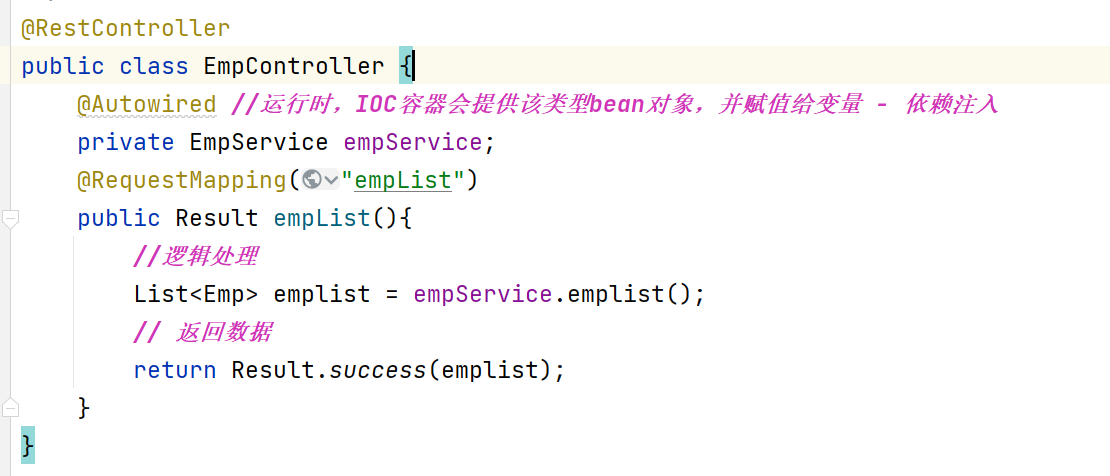 @RestController
public class EmpController {
@Autowired //运行时，IOC容器会提供该类型bean对象，并赋值给变量 - 依赖注入
private EmpService empService;
@RequestMapping("empList")
public Result empList(){
//逻辑处理
List<Emp> emplist = empService.emplist();
// 返回数据
return Result.success(emplist);
}
}